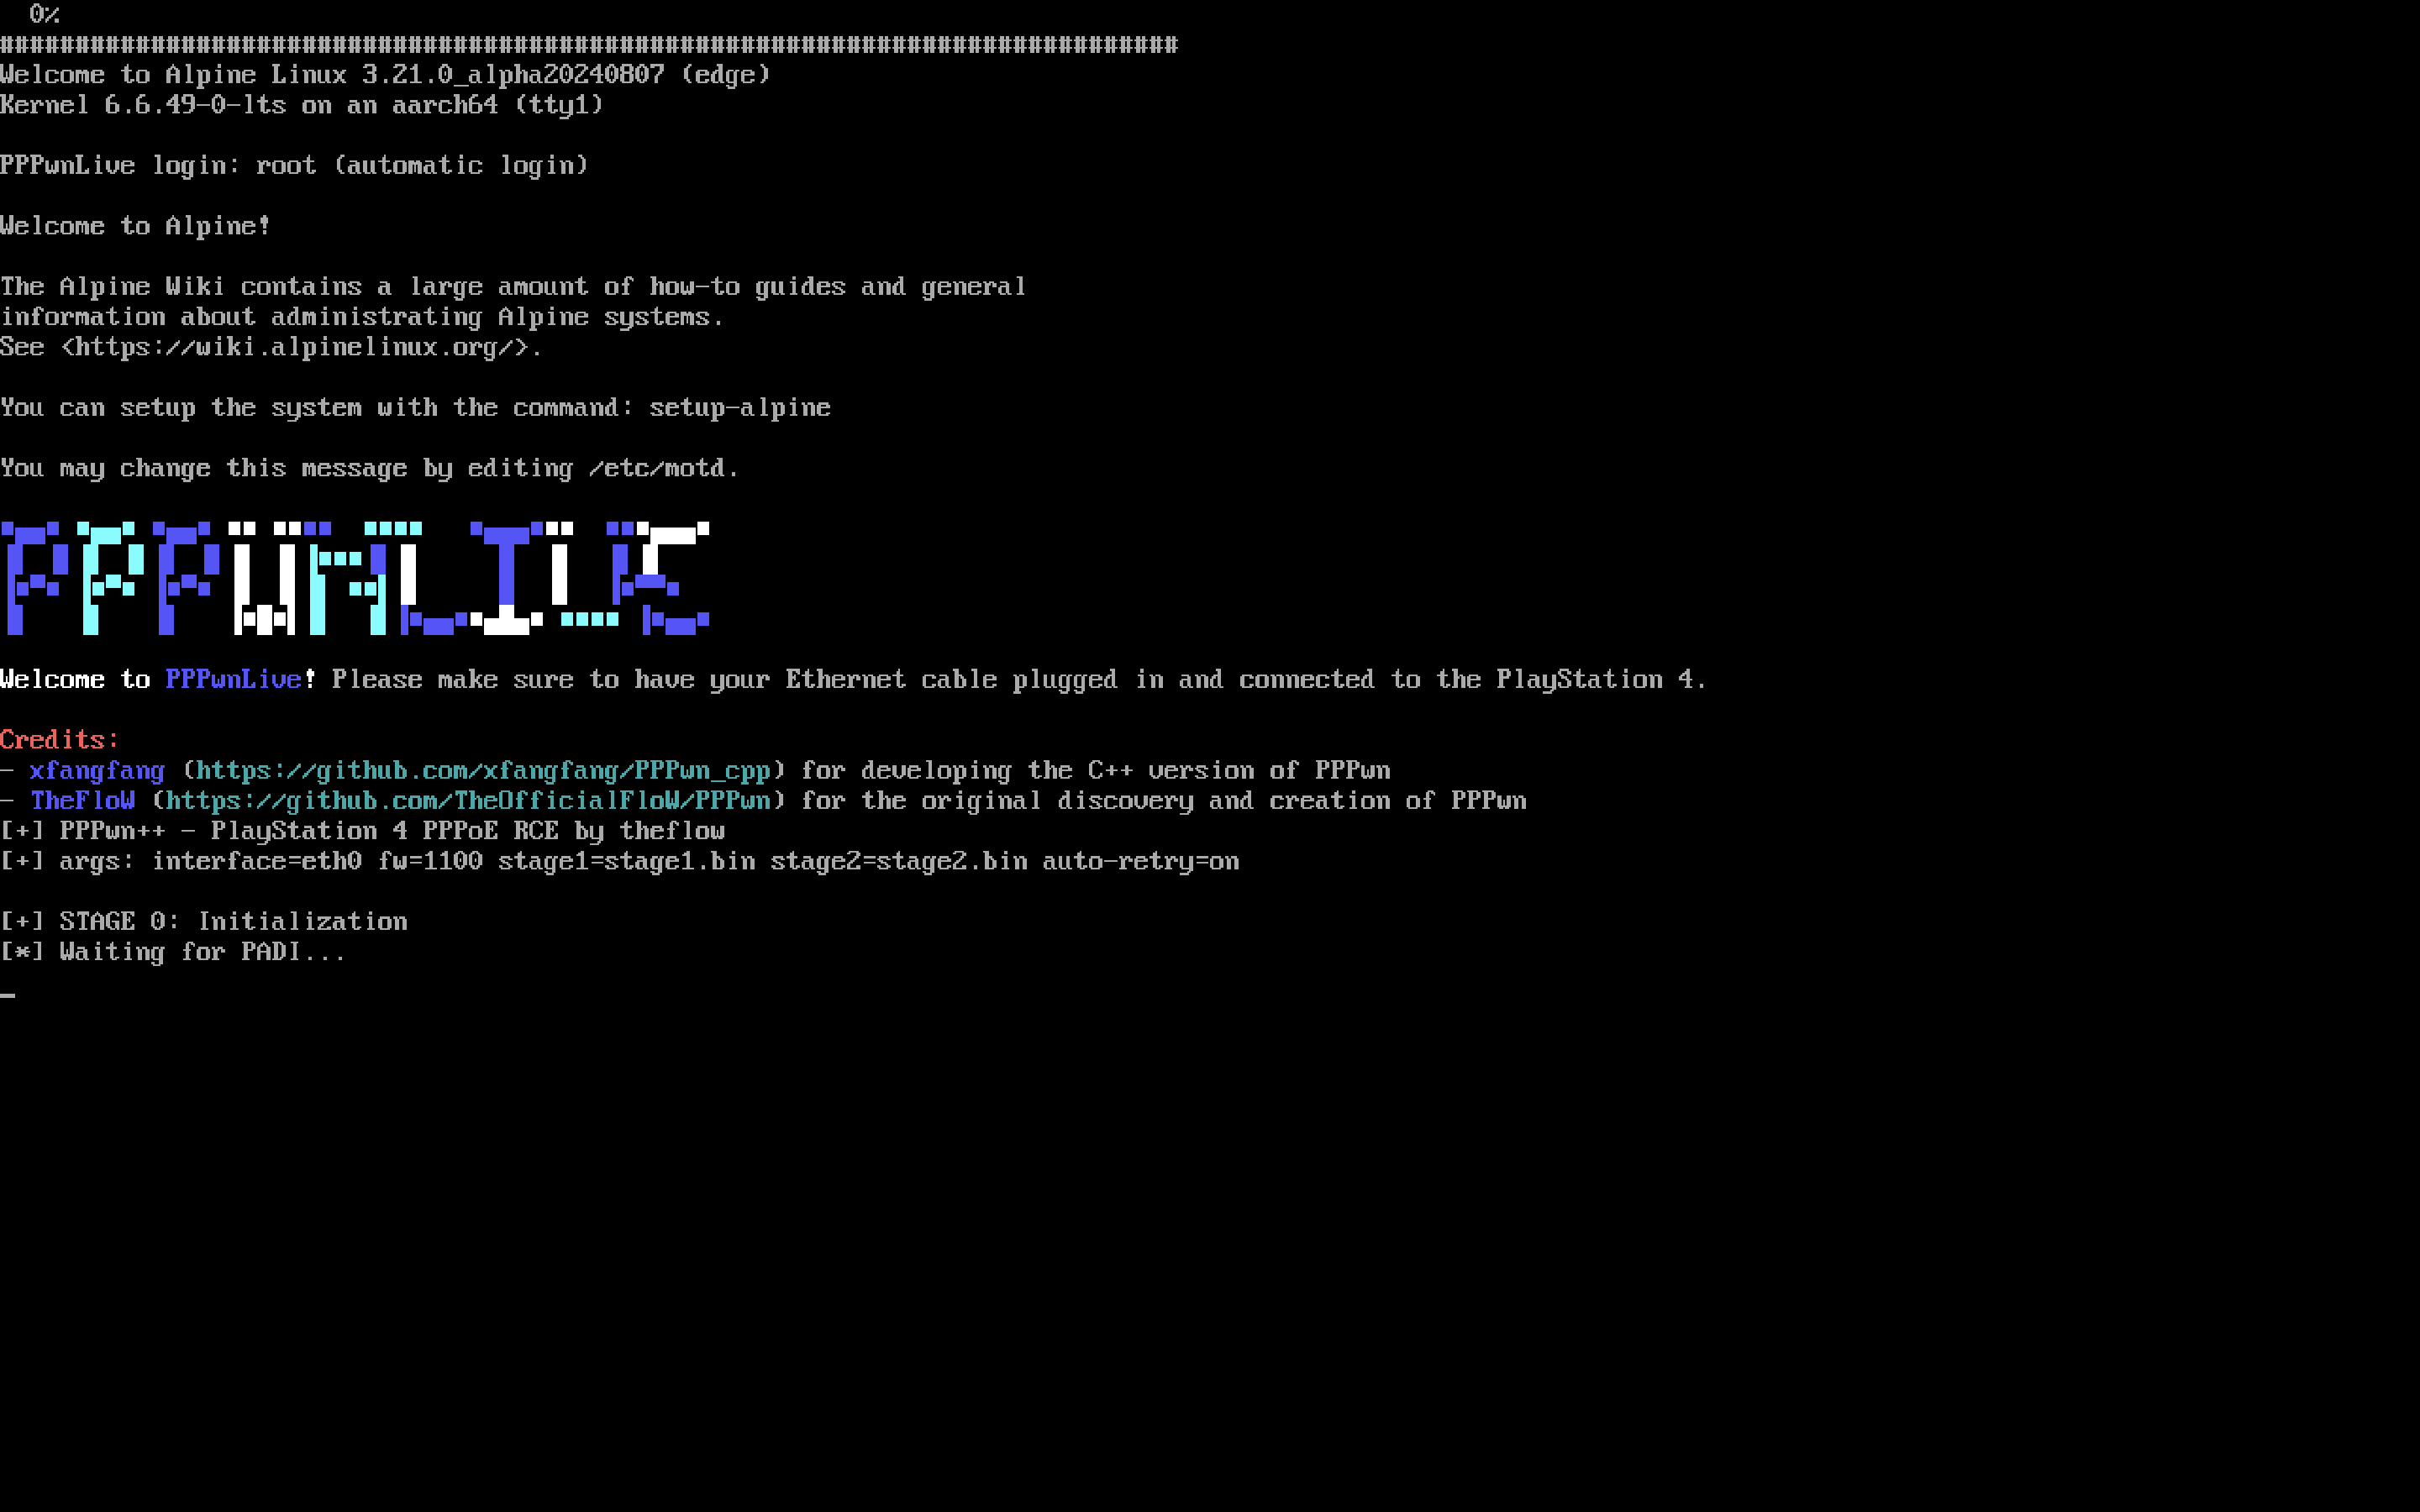 0%
##############################################################################
Welcome to Alpine Linux 3.21.0_alpha20240807 (edge)
Kernel 6.6.49-0-lts on an aarch64 (tty1)
PPPwnLive login: root (automatic login)
Welcome to Alpine!
The Alpine Wiki contains a large amount of how-to guides and general
information about administrating Alpine systems.
See <https://wiki.alpinelinux.org/>.
You can setup the system with the command: setup-alpine
You may change this message by editing /etc/motd.
PPPWNLIVE
Welcome to PPPwnLive! Please make sure to have your Ethernet cable plugged in and connected to the PlayStation 4.
Credits:
- xfangfang (https://github.com/xfangfang/PPPwn_cpp) for developing the C++ version of PPPwn
- TheFloW (https://github.com/TheOfficialFloW/PPPwn) for the original discovery and creation of PPPwn
[+] PPPwn++ - PlayStation 4 PPPoE RCE by theflow
[+] args: interface=eth0 fw=1100 stage1=stage1.bin stage2=stage2.bin auto-retry=on
[+] STAGE 0: Initialization
[*] Waiting for PADI...